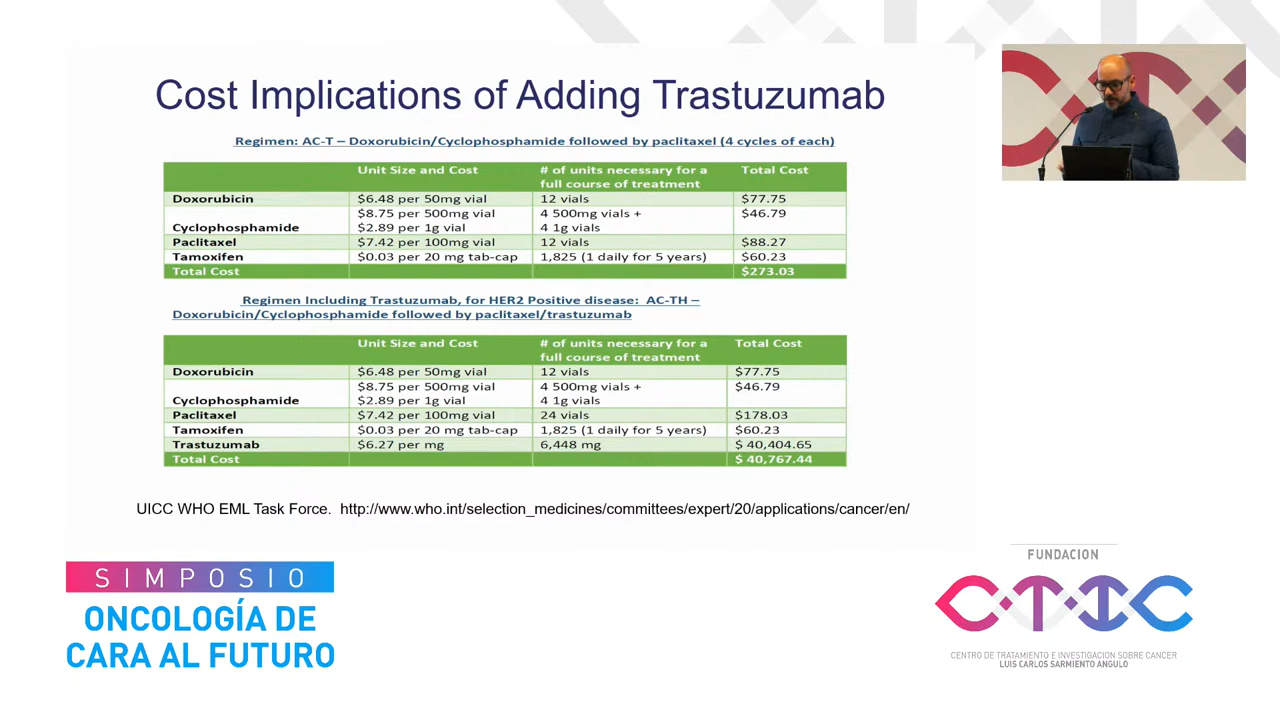 Cost Implications of Adding Trastuzumab
Regimen: AC-T – Doxorubicin/Cyclophosphamide followed by paclitaxel (4 cycles of each)
Unit Size and Cost # of units necessary for a full course of treatment Total Cost
Doxorubicin $6.48 per 50mg vial 12 vials $77.75
$8.75 per 500mg vial 4 500mg vials + $46.79
Cyclophosphamide $2.89 per 1g vial 4 1g vials
Paclitaxel $7.42 per 100mg vial 12 vials $88.27
Tamoxifen $0.03 per 20 mg tab-cap 1,825 (1 daily for 5 years) $60.23
Total Cost $273.03
Regimen Including Trastuzumab, for HER2 Positive disease: AC-TH –
Doxorubicin/Cyclophosphamide followed by paclitaxel/trastuzumab
Unit Size and Cost # of units necessary for a full course of treatment Total Cost
Doxorubicin $6.48 per 50mg vial 12 vials $77.75
$8.75 per 500mg vial 4 500mg vials + $46.79
Cyclophosphamide $2.89 per 1g vial 4 1g vials
Paclitaxel $7.42 per 100mg vial 24 vials $178.03
Tamoxifen $0.03 per 20 mg tab-cap 1,825 (1 daily for 5 years) $60.23
Trastuzumab $6.27 per mg 6,448 mg $ 40,404.65
Total Cost $ 40,767.44
UICC WHO EML Task Force. http://www.who.int/selection_medicines/committees/expert/20/applications/cancer/en/
SIMPOSIO
ONCOLOGÍA DE
CARA AL FUTURO
FUNDACION
CTIC
CENTRO DE TRATAMIENTO E INVESTIGACION SOBRE CANCER
LUIS CARLOS SARMIENTO ANGULO